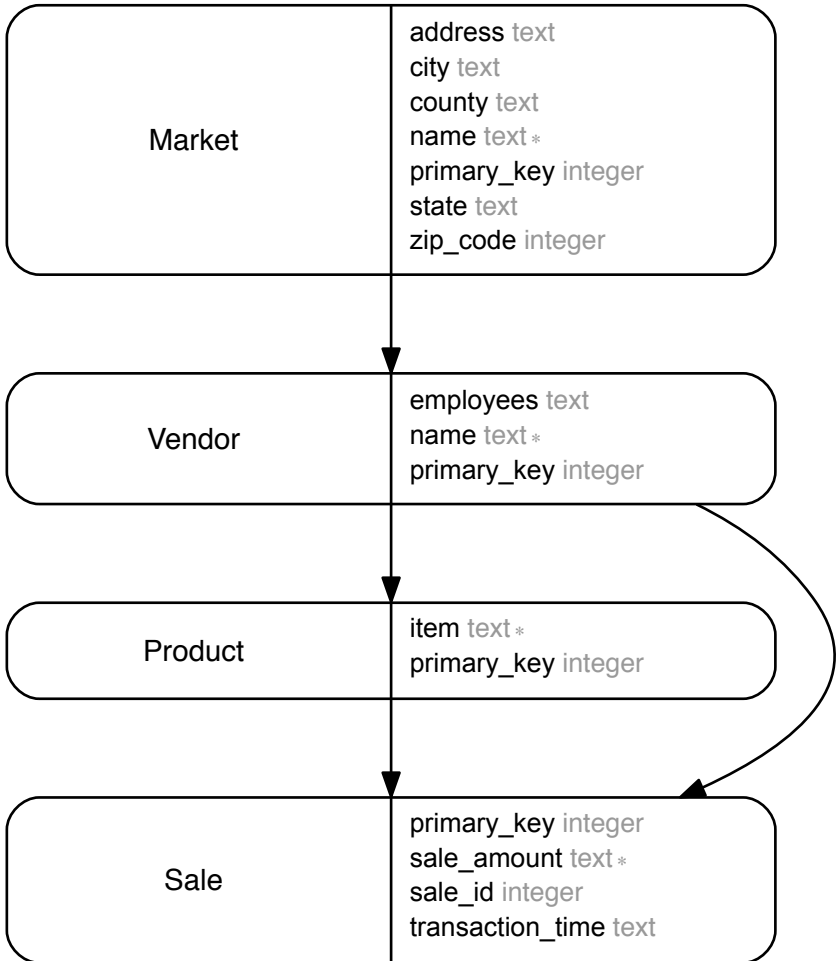 Market
address text
city text
county text
name text *
primary_key integer
state text
zip_code integer
Vendor
employees text
name text *
primary_key integer
Product
item text *
primary_key integer
Sale
primary_key integer
sale_amount text *
sale_id integer
transaction_time text